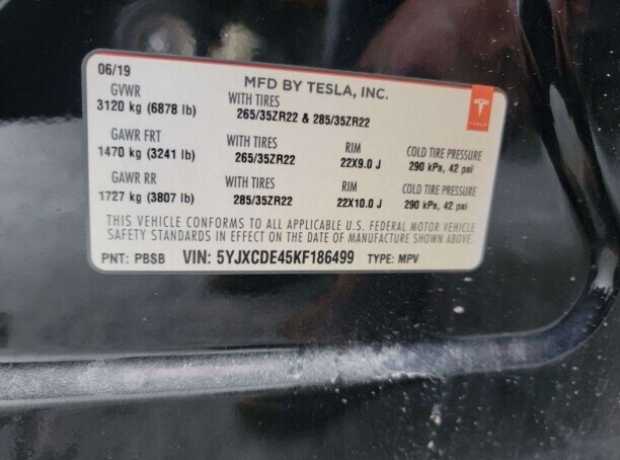 06/19
MFD BY TESLA, INC.
GVWR
3120 kg (6878 lb)
WITH TIRES
265/35ZR22 & 285/35ZR22
GAWR FRT
1470 kg (3241 lb)
WITH TIRES
265/35ZR22
RIM
22X9.0 J
COLD TIRE PRESSURE
290 kPa, 42 psi
GAWR RR
1727 kg (3807 lb)
WITH TIRES
285/35ZR22
RIM
22X10.0 J
COLD TIRE PRESSURE
290 kPa, 42 psi
THIS VEHICLE CONFORMS TO ALL APPLICABLE U.S. FEDERAL MOTOR VEHICLE
SAFETY STANDARDS IN EFFECT ON THE DATE OF MANUFACTURE SHOWN ABOVE.
PNT: PBSB VIN: 5YJXCDE45KF186499 TYPE: MPV